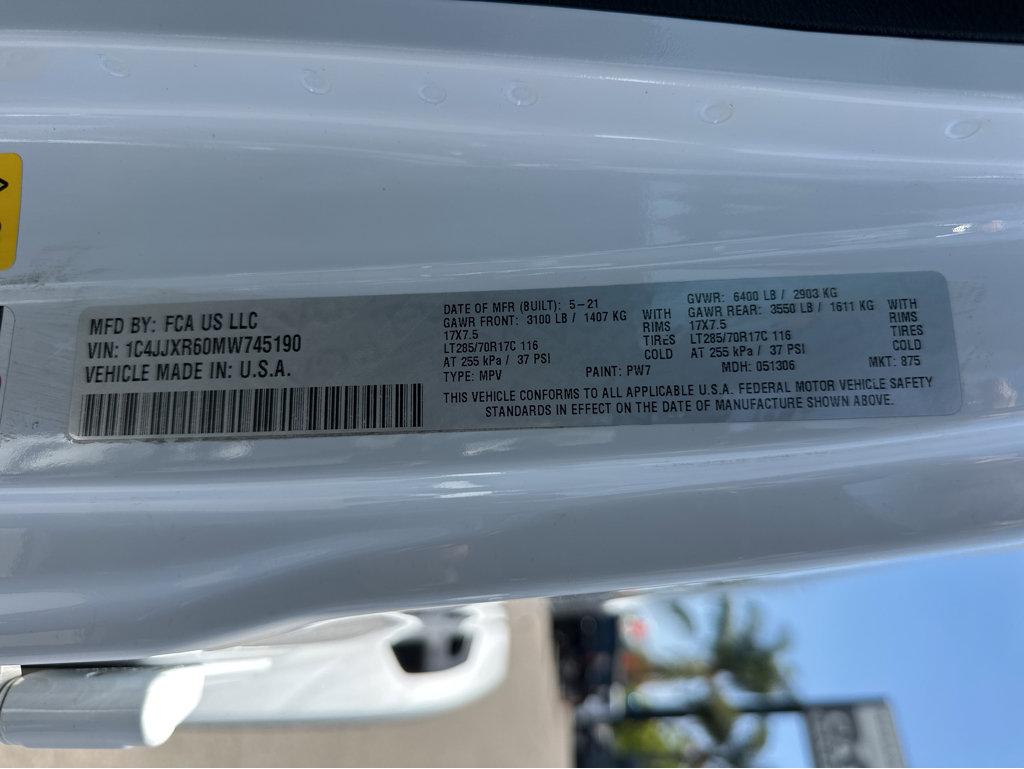 MFD BY: FCA US LLC
VIN: 1C4JJXR60MW745190
VEHICLE MADE IN: U.S.A.
DATE OF MFR (BUILT): 5-21
GAWR FRONT: 3100 LB / 1407 KG WITH
17X7.5 RIMS
LT285/70R17C 116 TIRES
AT 255 kPa / 37 PSI COLD
TYPE: MPV PAINT: PW7
GVWR: 6400 LB / 2903 KG
GAWR REAR: 3550 LB / 1611 KG WITH
17X7.5 RIMS
LT285/70R17C 116 TIRES
AT 255 kPa / 37 PSI COLD
MDH: 051306 MKT: 875
THIS VEHICLE CONFORMS TO ALL APPLICABLE U.S.A. FEDERAL MOTOR VEHICLE SAFETY
STANDARDS IN EFFECT ON THE DATE OF MANUFACTURE SHOWN ABOVE.